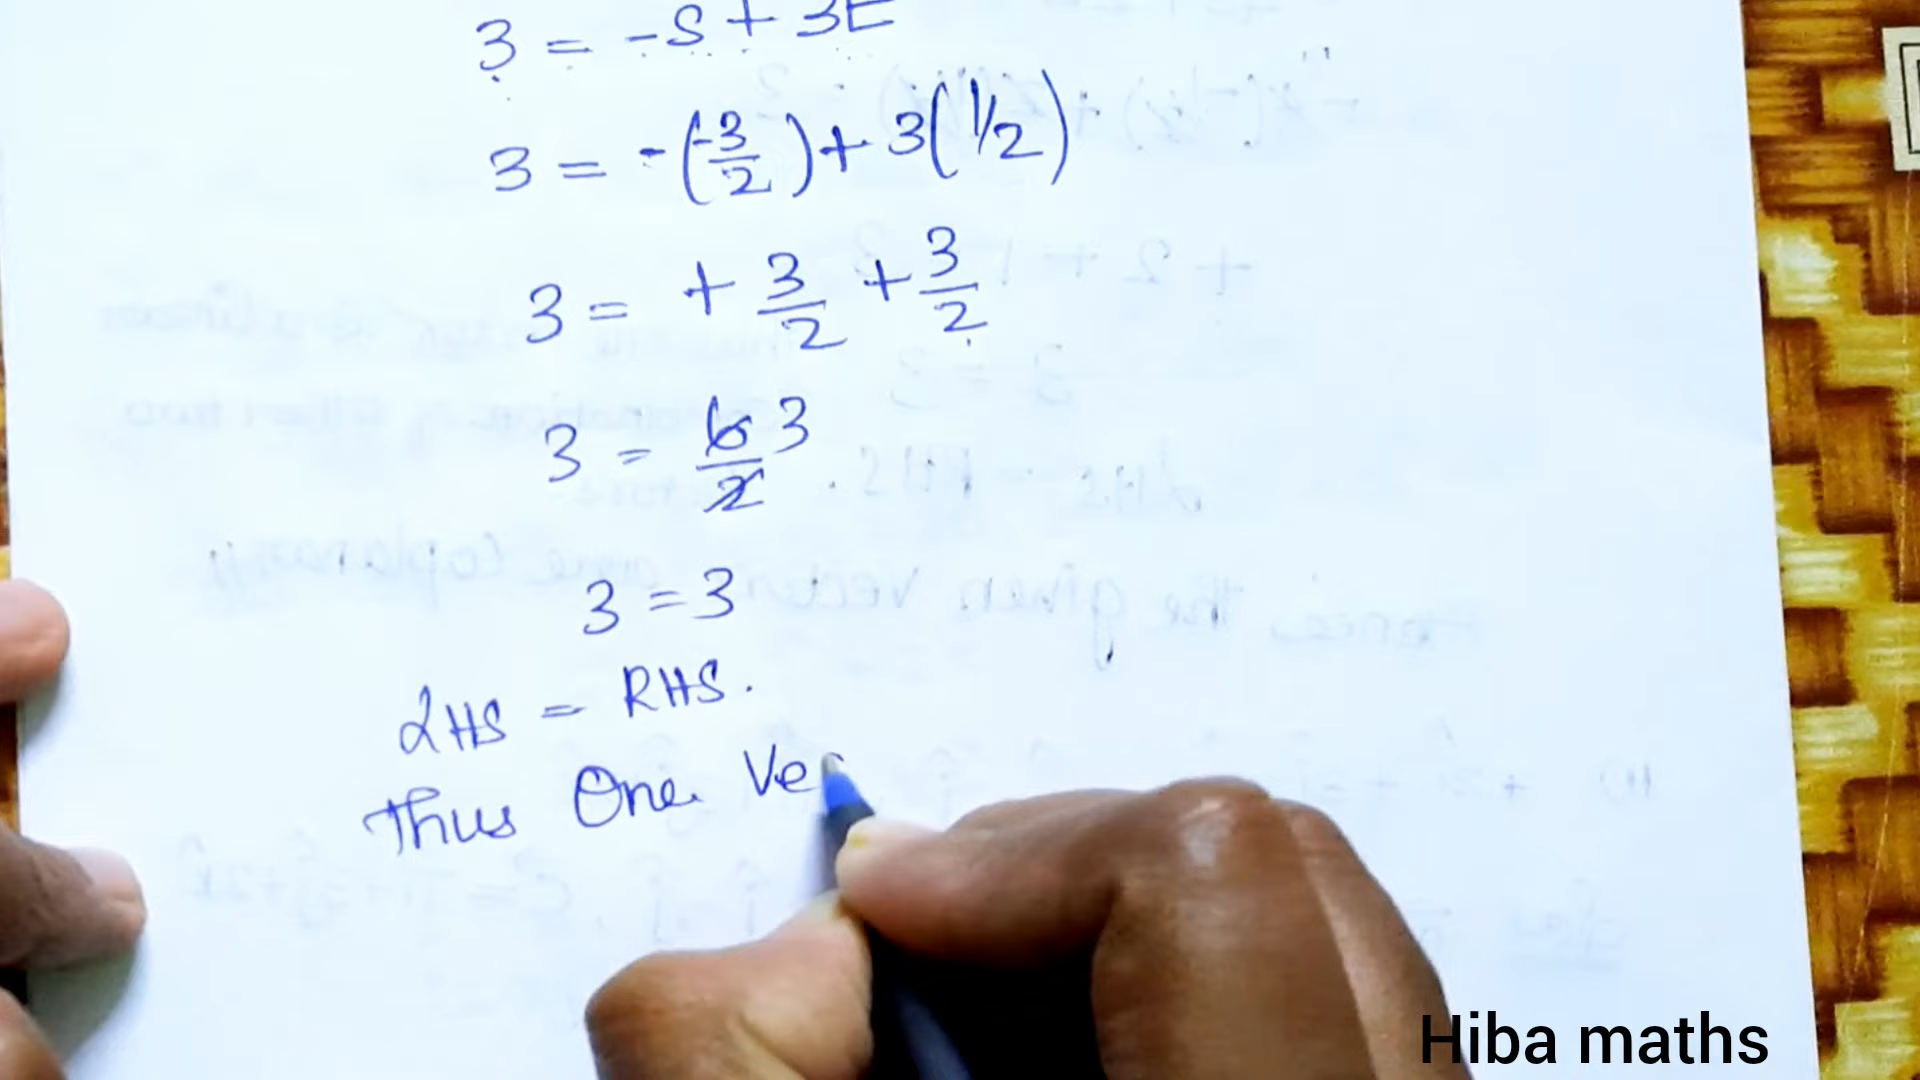 3 = -S + 3E
3 = -(-3/2) + 3(1/2)
3 = + 3/2 + 3/2
3 = 6/2 3
3 = 3
LHS = RHS.
Thus One Ve
Hiba maths